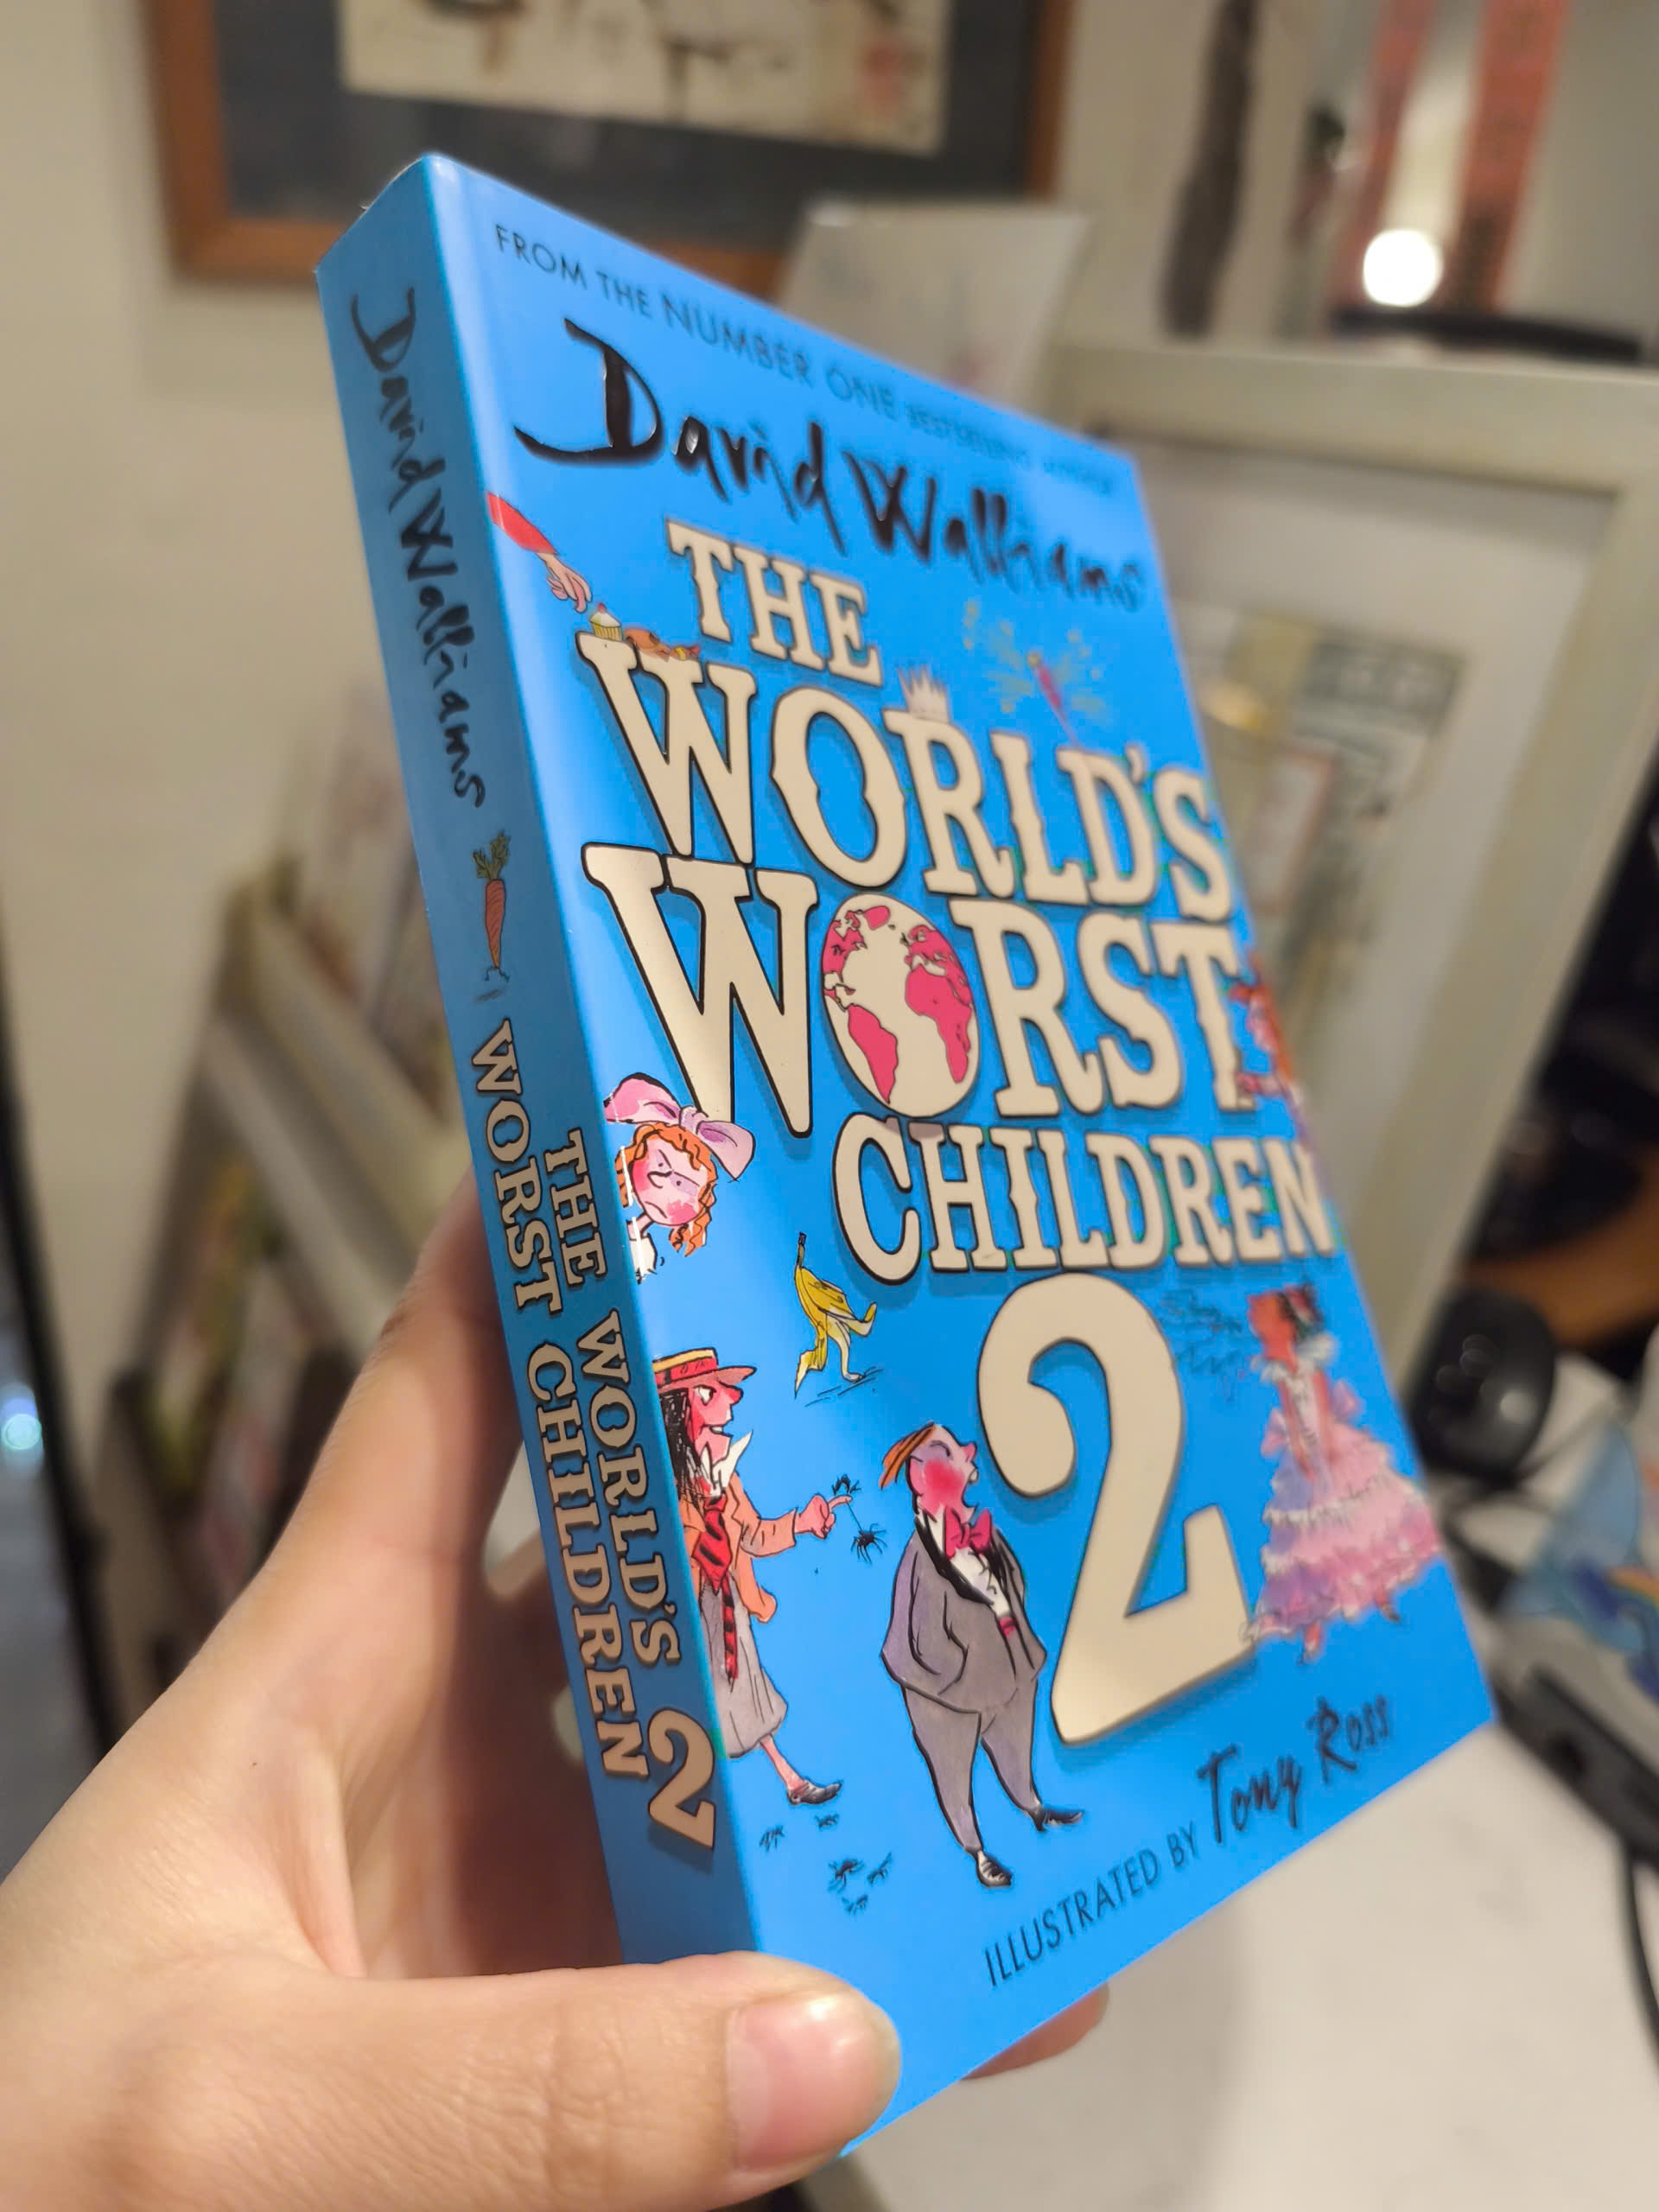 FROM THE NUMBER ONE BESTSELLING AUTHOR
David Walliams
THE
WORLD'S
WORST
CHILDREN
2
ILLUSTRATED BY Tony Ross
David Walliams
THE WORLD'S
WORST CHILDREN
2